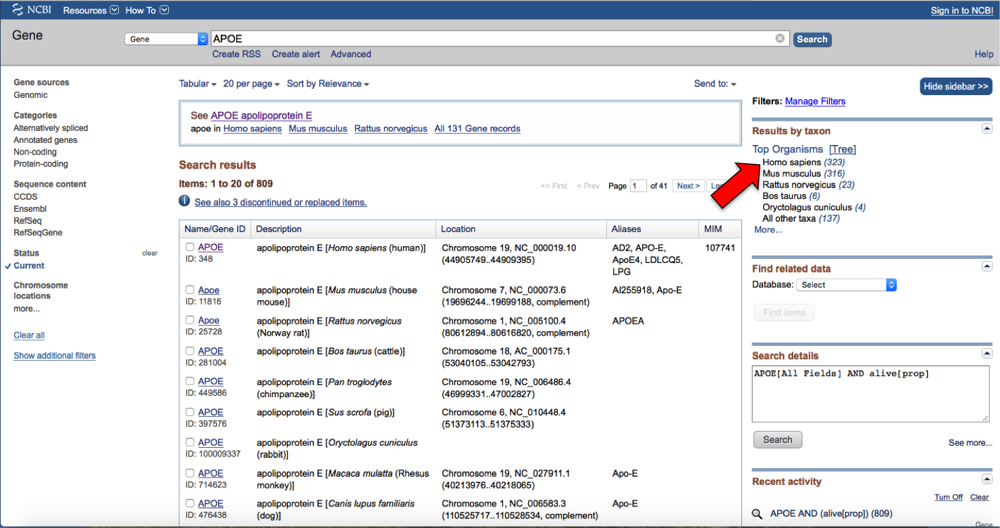 NCBI Resources How To Sign in to NCBI
Gene Gene APOE Search
Create RSS Create alert Advanced
Help
Gene sources
Genomic
Categories
Alternatively spliced
Annotated genes
Non-coding
Protein-coding
Sequence content
CCDS
Ensembl
RefSeq
RefSeqGene
Status clear
Current
Chromosome
locations
more...
Clear all
Show additional filters
Tabular 20 per page Sort by Relevance Send to:
See APOE apolipoprotein E
apoe in Homo sapiens Mus musculus Rattus norvegicus All 131 Gene records
Search results
Items: 1 to 20 of 809
<< First < Prev Page 1 of 41 Next >
See also 3 discontinued or replaced items.
Name/Gene ID Description Location Aliases MIM
APOE apolipoprotein E [Homo sapiens (human)] Chromosome 19, NC_000019.10 AD2, APO-E, 107741
ID: 348 (44905749..44909395) ApoE4, LDLCQ5,
LPG
Apoe apolipoprotein E [Mus musculus (house Chromosome 7, NC_000073.6 AI255918, Apo-E
ID: 11816 mouse)] (19696244..19699188, complement)
Apoe apolipoprotein E [Rattus norvegicus Chromosome 1, NC_005100.4 APOEA
ID: 25728 (Norway rat)] (80612894..80616820, complement)
APOE apolipoprotein E [Bos taurus (cattle)] Chromosome 18, AC_000175.1
ID: 281004 (53040105..53042793)
APOE apolipoprotein E [Pan troglodytes Chromosome 19, NC_006486.4
ID: 449586 (chimpanzee)] (46999331..47002827)
APOE apolipoprotein E [Sus scrofa (pig)] Chromosome 6, NC_010448.4
ID: 397576 (51373113..51375333)
APOE apolipoprotein E [Oryctolagus cuniculus
ID: 100009337 (rabbit)]
APOE apolipoprotein E [Macaca mulatta (Rhesus Chromosome 19, NC_027911.1 Apo-E
ID: 714623 monkey)] (40213976..40218065)
APOE apolipoprotein E [Canis lupus familiaris Chromosome 1, NC_006583.3 Apo-E
ID: 476438 (dog)] (110525717..110528534, complement)
Hide sidebar >>
Filters: Manage Filters
Results by taxon
Top Organisms [Tree]
Homo sapiens (323)
Mus musculus (316)
Rattus norvegicus (23)
Bos taurus (6)
Oryctolagus cuniculus (4)
All other taxa (137)
More...
Find related data
Database: Select
Find items
Search details
APOE[All Fields] AND alive[prop]
Search
See more...
Recent activity
Turn Off Clear
APOE AND (alive[prop]) (809)
Gene